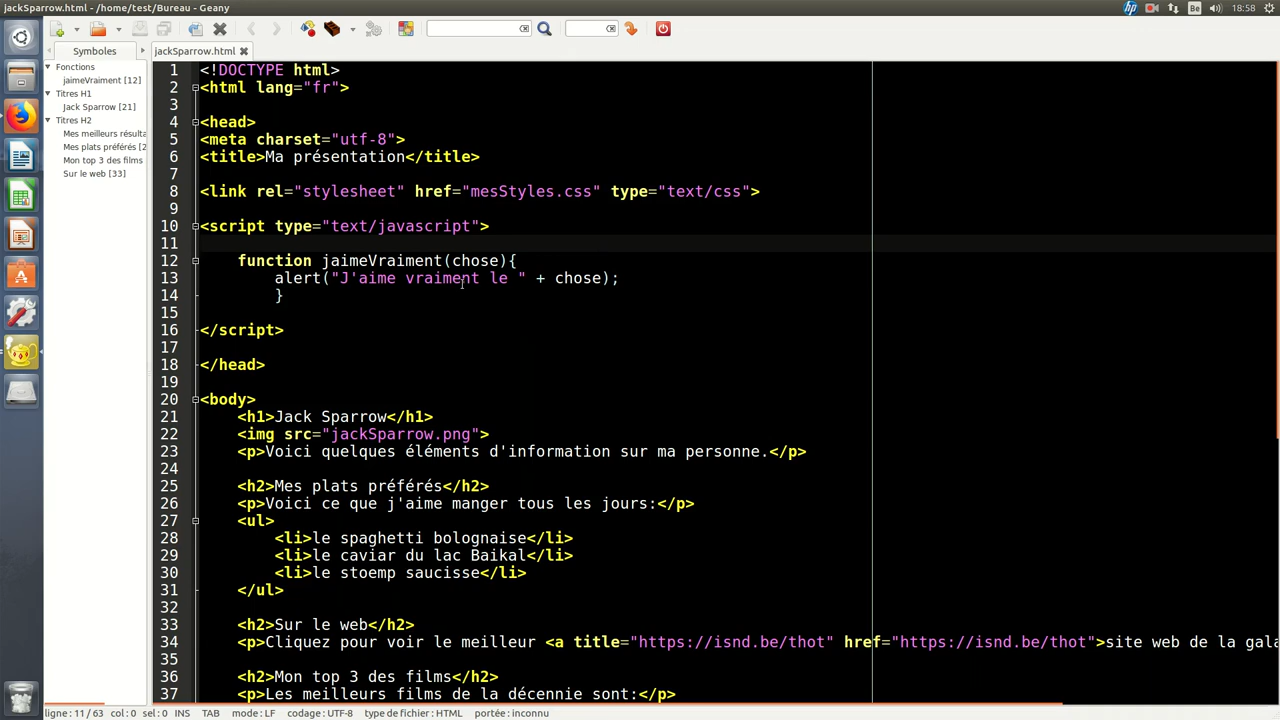 jackSparrow.html - /home/test/Bureau - Geany
Be
18:58
Symboles
jackSparrow.html
Fonctions
jaimeVraiment [12]
Titres H1
Jack Sparrow [21]
Titres H2
Mes meilleurs résulta
Mes plats préférés [2
Mon top 3 des films
Sur le web [33]
1 <!DOCTYPE html>
2 <html lang="fr">
3
4 <head>
5 <meta charset="utf-8">
6 <title>Ma présentation</title>
7
8 <link rel="stylesheet" href="mesStyles.css" type="text/css">
9
10 <script type="text/javascript">
11
12 function jaimeVraiment(chose){
13 alert("J'aime vraiment le " + chose);
14 }
15
16 </script>
17
18 </head>
19
20 <body>
21 <h1>Jack Sparrow</h1>
22 <img src="jackSparrow.png">
23 <p>Voici quelques éléments d'information sur ma personne.</p>
24
25 <h2>Mes plats préférés</h2>
26 <p>Voici ce que j'aime manger tous les jours:</p>
27 <ul>
28 <li>le spaghetti bolognaise</li>
29 <li>le caviar du lac Baikal</li>
30 <li>le stoemp saucisse</li>
31 </ul>
32
33 <h2>Sur le web</h2>
34 <p>Cliquez pour voir le meilleur <a title="https://isnd.be/thot" href="https://isnd.be/thot">site web de la gala
35
36 <h2>Mon top 3 des films</h2>
37 <p>Les meilleurs films de la décennie sont:</p>
ligne : 11 / 63 col : 0 sel : 0 INS TAB mode : LF codage : UTF-8 type de fichier : HTML portée : inconnu